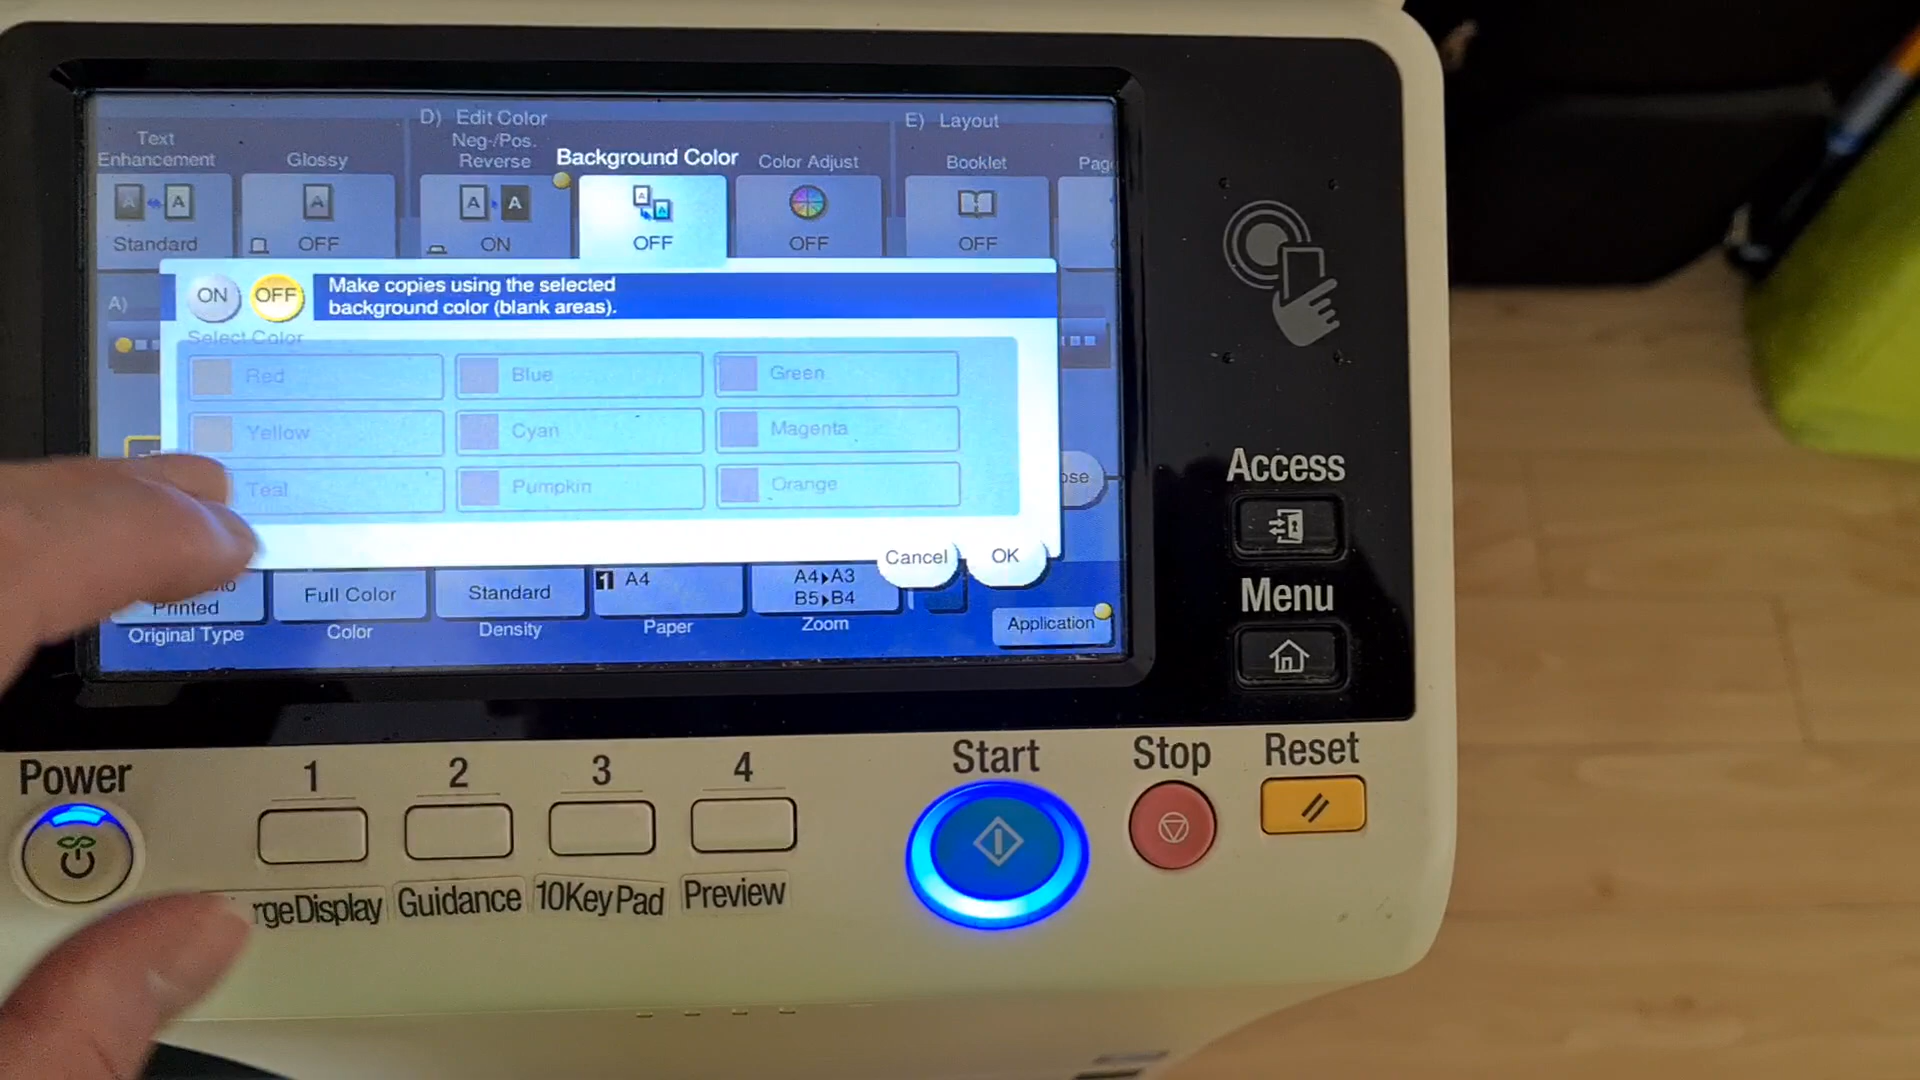 D) Edit Color
E) Layout
Text
Enhancement
Glossy
Neg-/Pos.
Reverse
Background Color
Color Adjust
Booklet
Standard
OFF
ON
OFF
OFF
OFF
A)
ON
OFF
Make copies using the selected
background color (blank areas).
Select Color
Red
Blue
Green
Yellow
Cyan
Magenta
Teal
Pumpkin
Orange
Cancel
OK
Printed
Full Color
Standard
1 A4
A4▸A3
B5▸B4
Original Type
Color
Density
Paper
Zoom
Application
Access
Menu
Power
1
2
3
4
Start
Stop
Reset
Guidance
10KeyPad
Preview